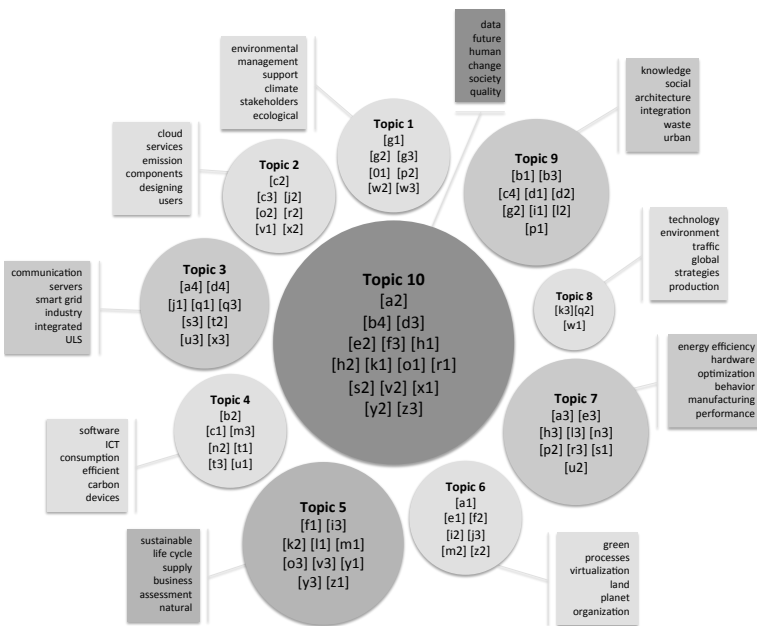 data
future
human
change
society
quality
environmental
management
support
climate
stakeholders
ecological
knowledge
social
architecture
integration
waste
urban
cloud
services
emission
components
designing
users
Topic 1
[g1]
[g2] [g3]
[01] [p2]
[w2] [w3]
Topic 2
[c2]
[c3] [j2]
[o2] [r2]
[v1] [x2]
Topic 9
[b1] [b3]
[c4] [d1] [d2]
[g2] [i1] [l2]
[p1]
technology
environment
traffic
global
strategies
production
communication
servers
smart grid
industry
integrated
ULS
Topic 3
[a4] [d4]
[j1] [q1] [q3]
[s3] [t2]
[u3] [x3]
Topic 10
[a2]
[b4] [d3]
[e2] [f3] [h1]
[h2] [k1] [o1] [r1]
[s2] [v2] [x1]
[y2] [z3]
Topic 8
[k3][q2]
[w1]
energy efficiency
hardware
optimization
behavior
manufacturing
performance
Topic 7
[a3] [e3]
[h3] [l3] [n3]
[p2] [r3] [s1]
[u2]
Topic 4
[b2]
[c1] [m3]
[n2] [t1]
[t3] [u1]
software
ICT
consumption
efficient
carbon
devices
Topic 5
[f1] [i3]
[k2] [l1] [m1]
[o3] [v3] [y1]
[y3] [z1]
Topic 6
[a1]
[e1] [f2]
[i2] [j3]
[m2] [z2]
sustainable
life cycle
supply
business
assessment
natural
green
processes
virtualization
land
planet
organization